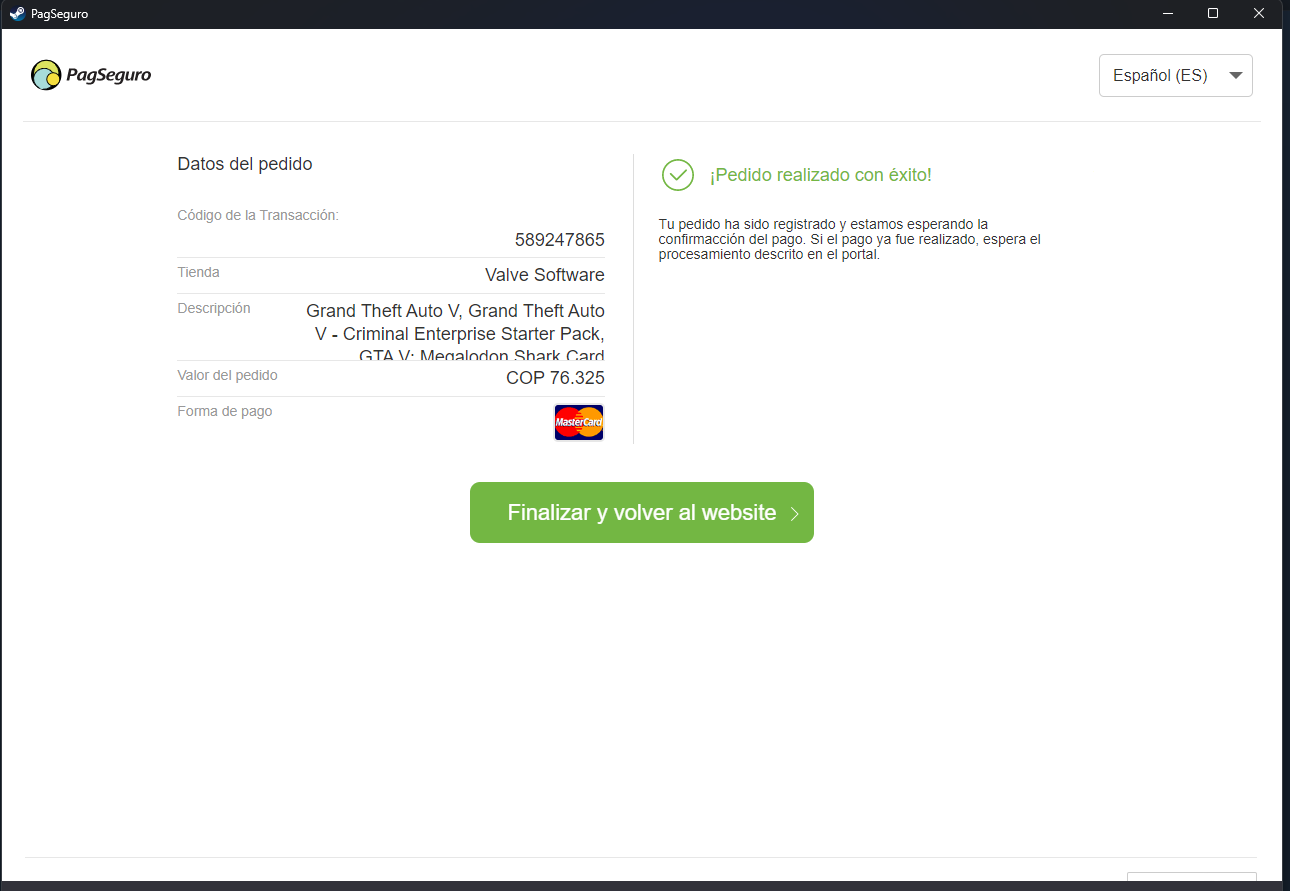 PagSeguro
PagSeguro
Español (ES)
Datos del pedido
Código de la Transacción:
589247865
Tienda
Valve Software
Descripción
Grand Theft Auto V, Grand Theft Auto
V - Criminal Enterprise Starter Pack,
GTA V: Megalodon Shark Card
Valor del pedido
COP 76.325
Forma de pago
MasterCard
¡Pedido realizado con éxito!
Tu pedido ha sido registrado y estamos esperando la
confirmacción del pago. Si el pago ya fue realizado, espera el
procesamiento descrito en el portal.
Finalizar y volver al website